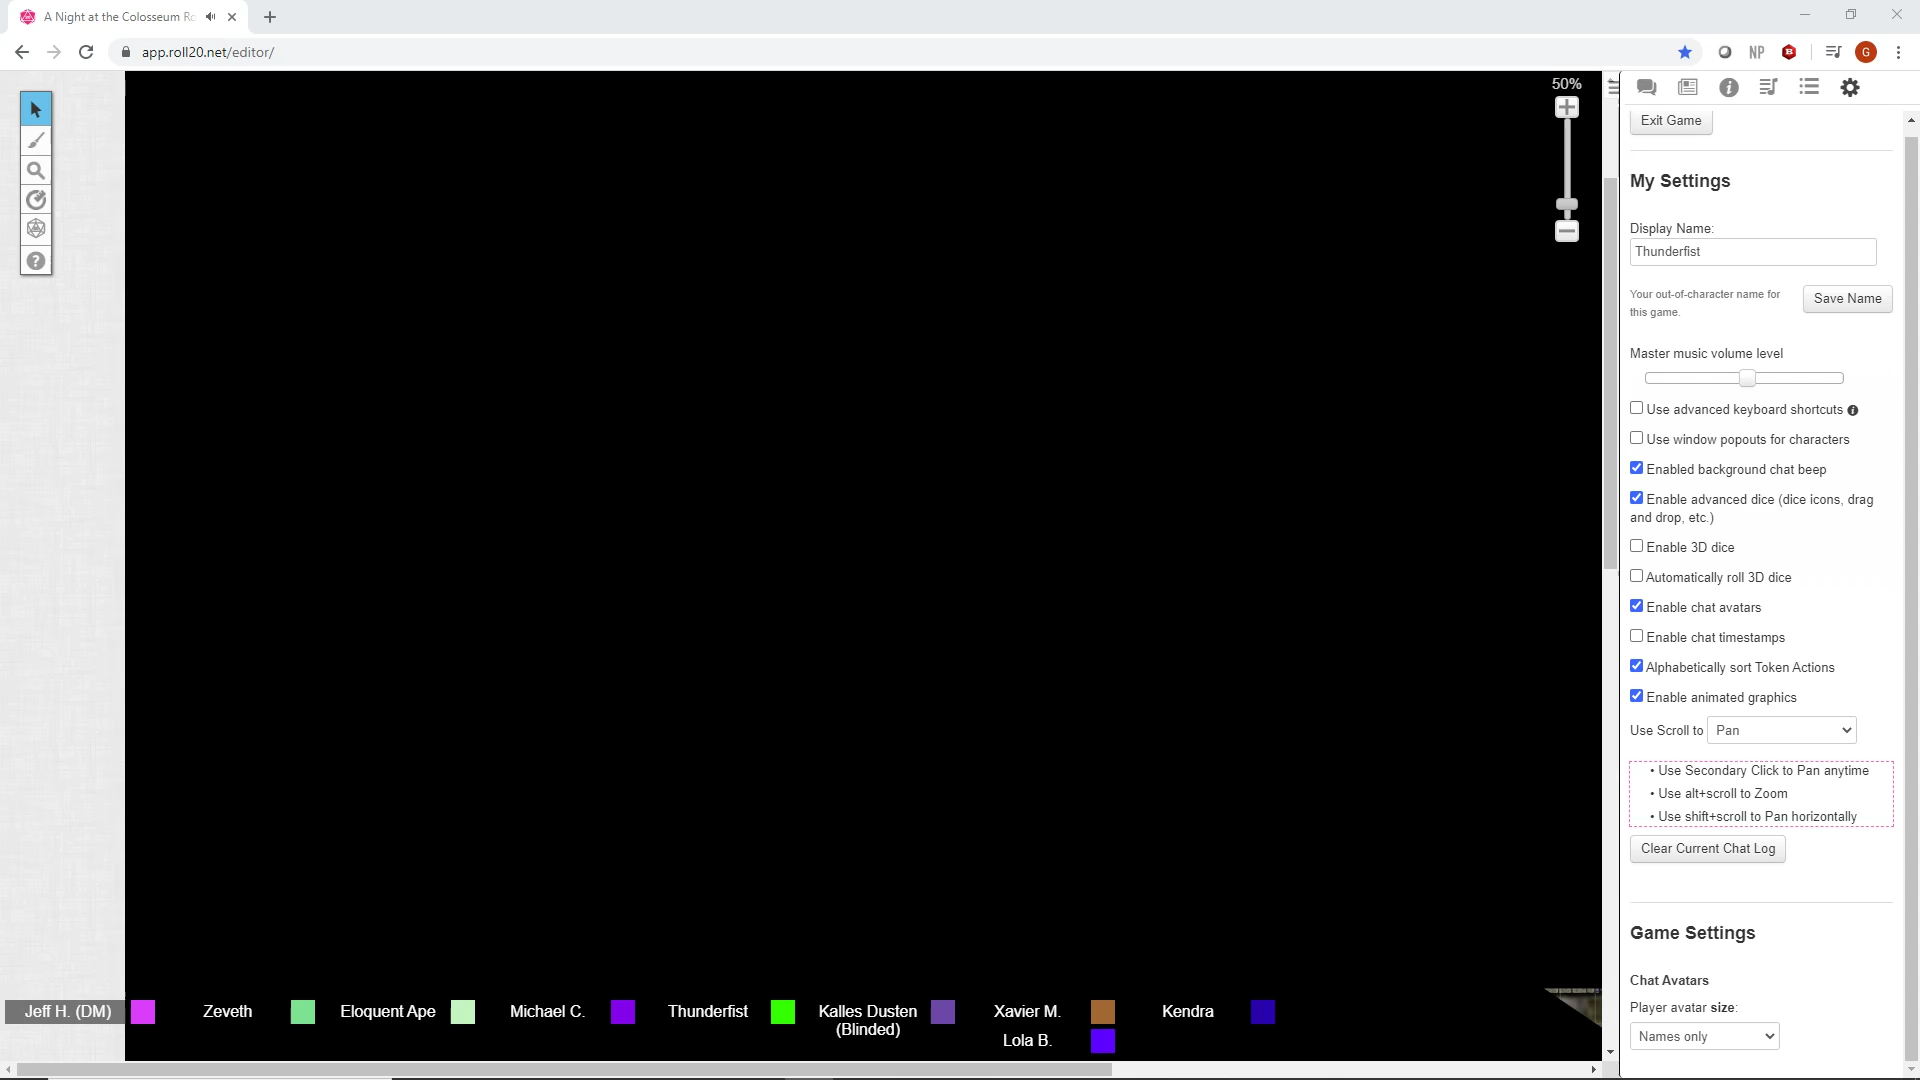 A Night at the Colosseum
app.roll20.net/editor/
NP
G
50%
Exit Game
My Settings
Display Name:
Thunderfist
Your out-of-character name for
this game.
Save Name
Master music volume level
Use advanced keyboard shortcuts
Use window popouts for characters
Enabled background chat beep
Enable advanced dice (dice icons, drag
and drop, etc.)
Enable 3D dice
Automatically roll 3D dice
Enable chat avatars
Enable chat timestamps
Alphabetically sort Token Actions
Enable animated graphics
Use Scroll to Pan
• Use Secondary Click to Pan anytime
• Use alt+scroll to Zoom
• Use shift+scroll to Pan horizontally
Clear Current Chat Log
Game Settings
Chat Avatars
Player avatar size:
Names only
Jeff H. (DM) Zeveth Eloquent Ape Michael C. Thunderfist Kalles Dusten Xavier M. Kendra
(Blinded)
Lola B.